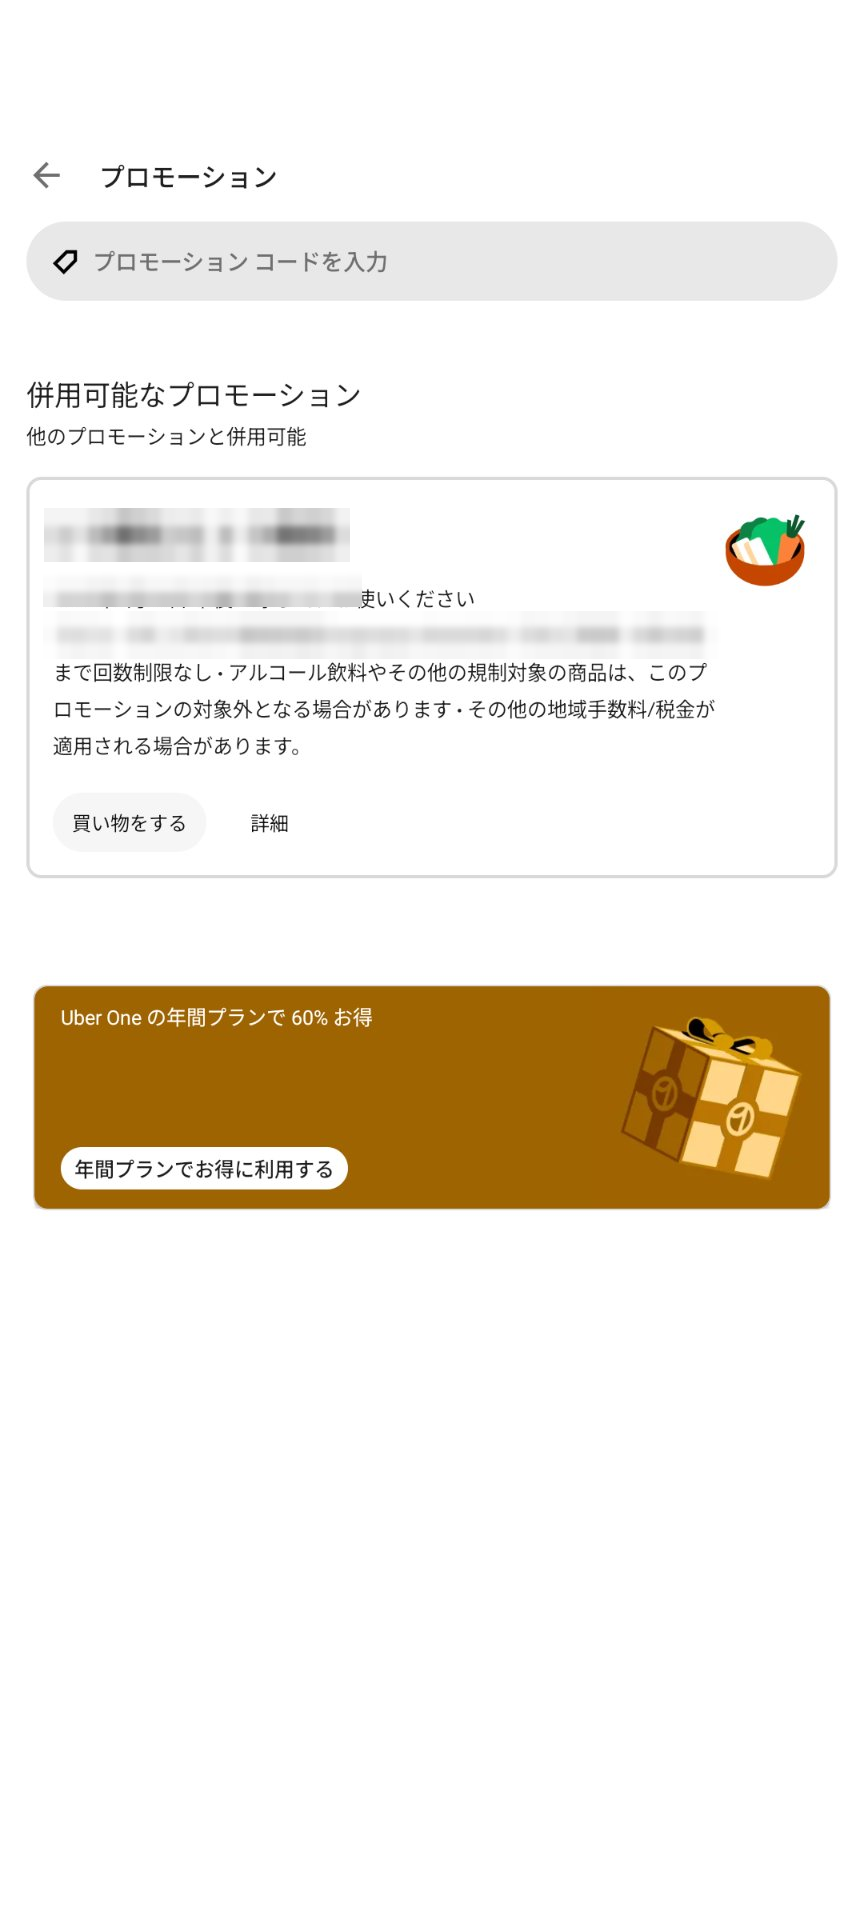 プロモーション
プロモーション コードを入力
併用可能なプロモーション
他のプロモーションと併用可能
使いください
まで回数制限なし・アルコール飲料やその他の規制対象の商品は、このプ
ロモーションの対象外となる場合があります・その他の地域手数料/税金が
適用される場合があります。
買い物をする
詳細
Uber One の年間プランで 60% お得
年間プランでお得に利用する